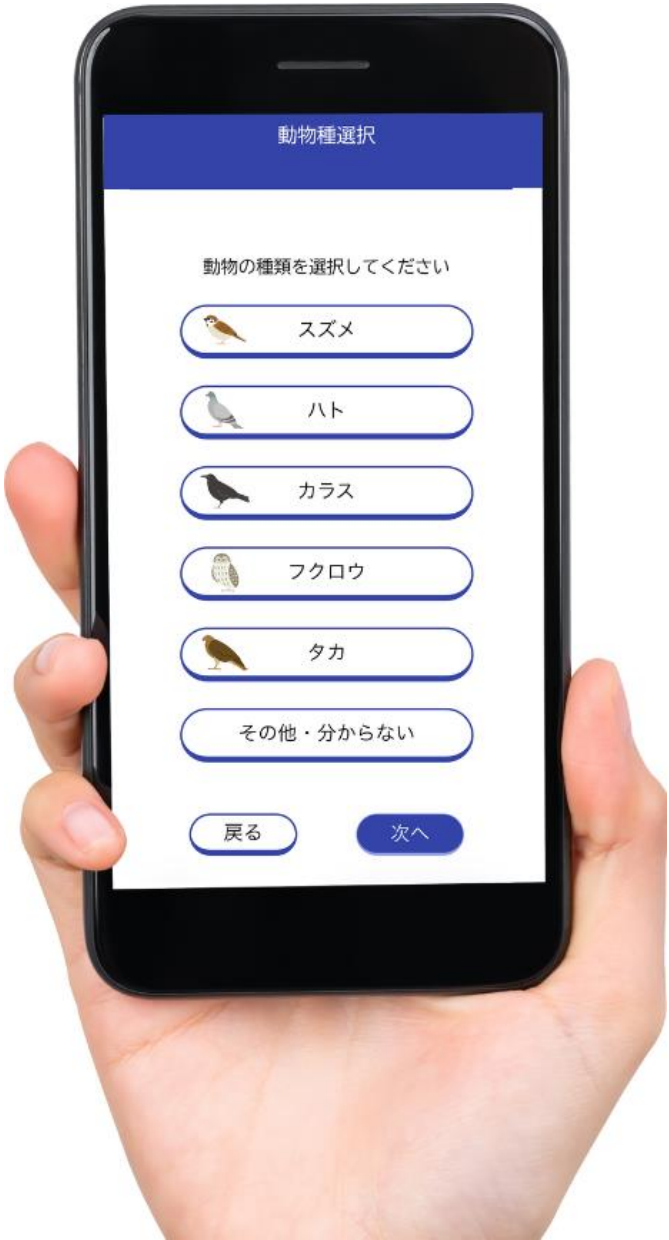 動物種選択
動物の種類を選択してください
スズメ
ハト
カラス
フクロウ
タカ
その他・分からない
戻る
次へ